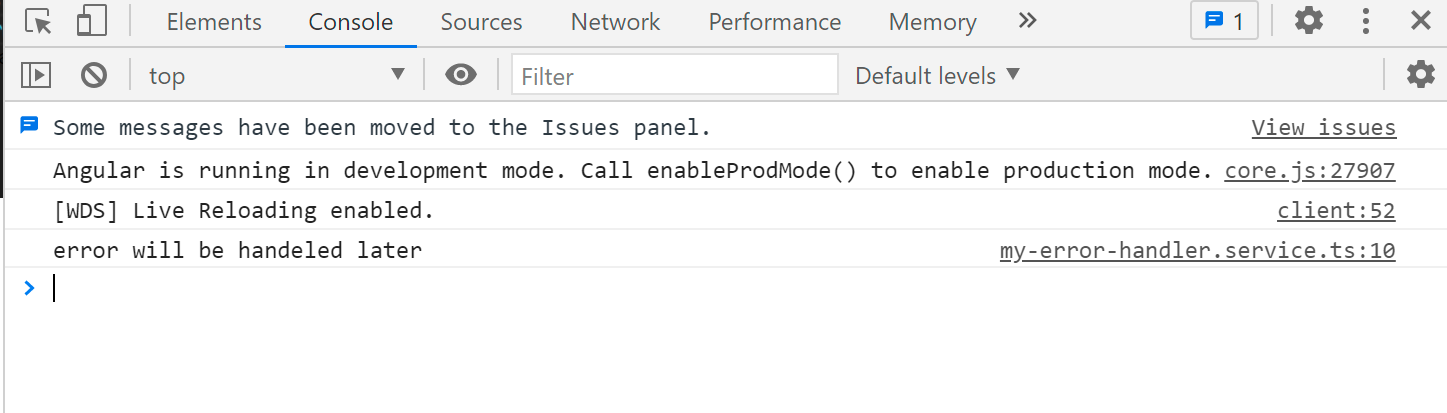 Elements Console Sources Network Performance Memory 1
top Filter Default levels
Some messages have been moved to the Issues panel. View issues
Angular is running in development mode. Call enableProdMode() to enable production mode. core.js:27907
[WDS] Live Reloading enabled. client:52
error will be handeled later my-error-handler.service.ts:10